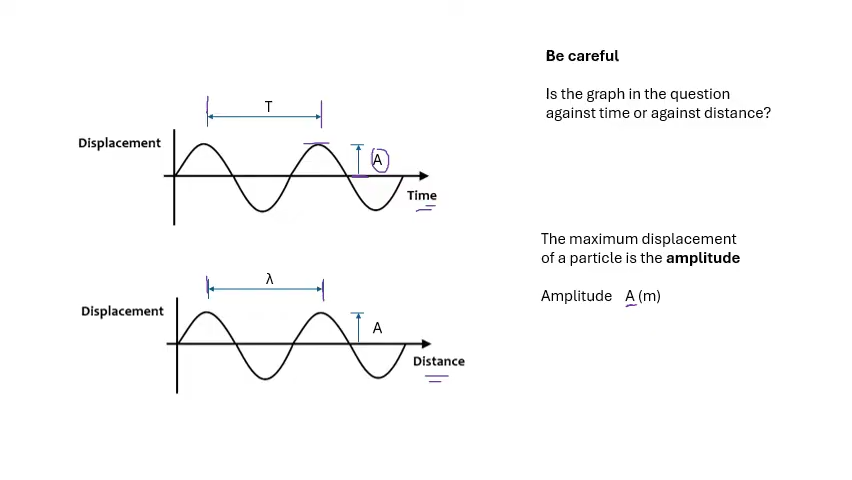 Be careful
Is the graph in the question
against time or against distance?
T
Displacement
A
Time
The maximum displacement
of a particle is the amplitude
Amplitude A (m)
λ
Displacement
A
Distance